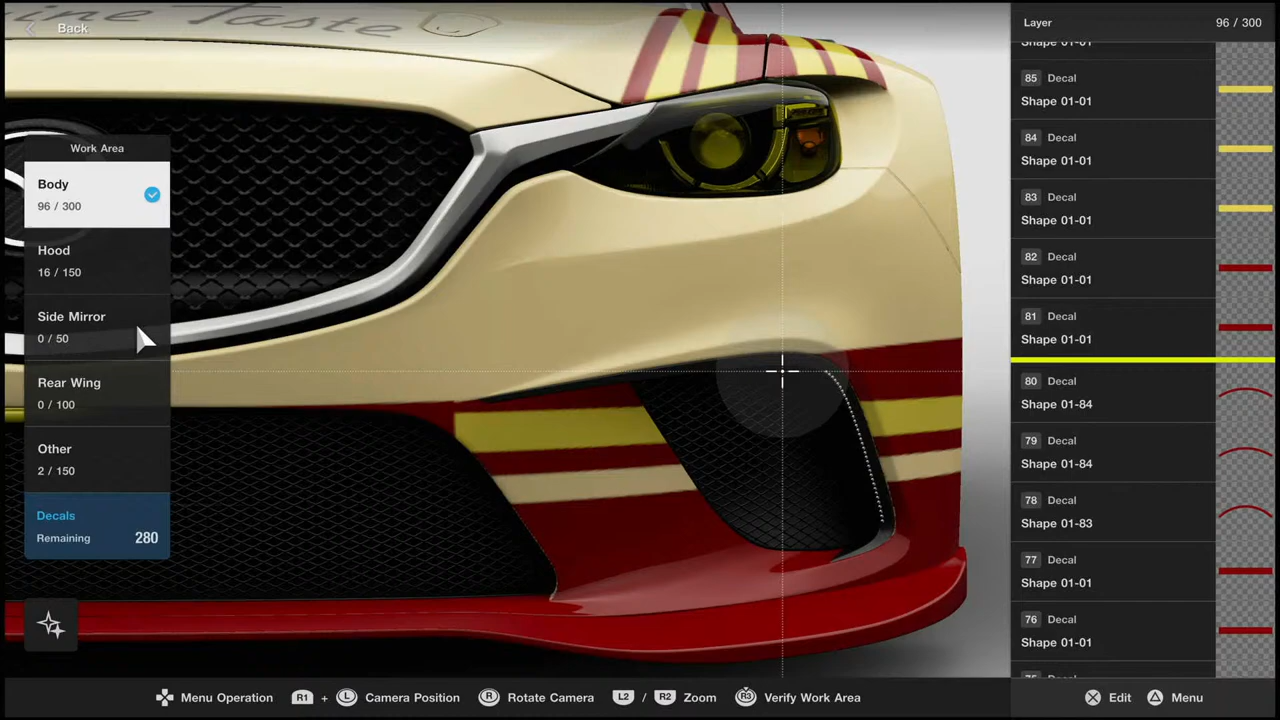 ine Taste
Back
Layer
96 / 300
Shape 01-01
85 Decal
Shape 01-01
84 Decal
Shape 01-01
83 Decal
Shape 01-01
82 Decal
Shape 01-01
81 Decal
Shape 01-01
80 Decal
Shape 01-84
79 Decal
Shape 01-84
78 Decal
Shape 01-83
77 Decal
Shape 01-01
76 Decal
Shape 01-01
Work Area
Body
96 / 300
Hood
16 / 150
Side Mirror
0 / 50
Rear Wing
0 / 100
Other
2 / 150
Decals
Remaining 280
Menu Operation
R1 + L Camera Position
R Rotate Camera
L2 / R2 Zoom
R3 Verify Work Area
Edit
Menu